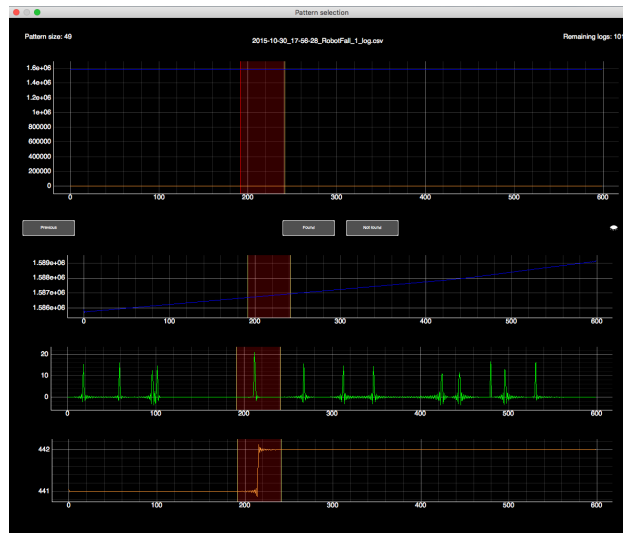 Pattern selection
Pattern size: 49
2015-10-30_17-56-28_RobotFall_1_log.csv
Remaining logs: 101
1.6e+06
1.4e+06
1.2e+06
1e+06
800000
600000
400000
200000
0
0 100 200 300 400 500 600
Previous Found Not found
1.589e+06
1.588e+06
1.587e+06
1.586e+06
0 100 200 300 400 500 600
20
10
0
0 100 200 300 400 500 600
442
441
0 100 200 300 400 500 600